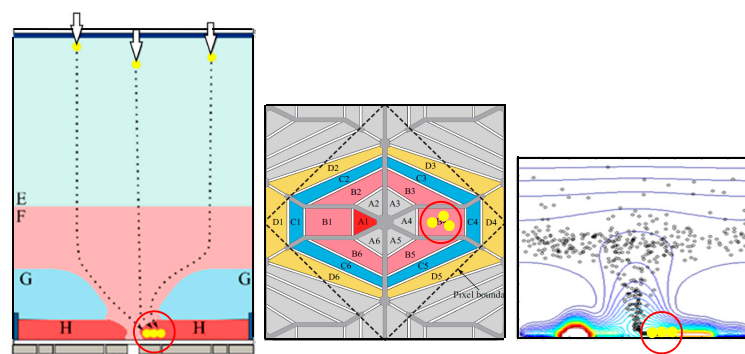 E
F
G
G
H
H
D2
D3
C2
C3
B2
B3
A2
A3
D1
C1
B1
A1
A4
C4
D4
A6
A5
B6
B5
C6
C5
D6
D5
Pixel bounda